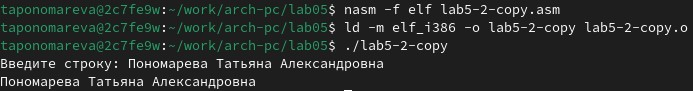 taponomareva@2c7fe9w:~/work/arch-pc/lab05$ nasm -f elf lab5-2-copy.asm
taponomareva@2c7fe9w:~/work/arch-pc/lab05$ ld -m elf_i386 -o lab5-2-copy lab5-2-copy.o
taponomareva@2c7fe9w:~/work/arch-pc/lab05$ ./lab5-2-copy
Введите строку: Пономарева Татьяна Александровна
Пономарева Татьяна Александровна